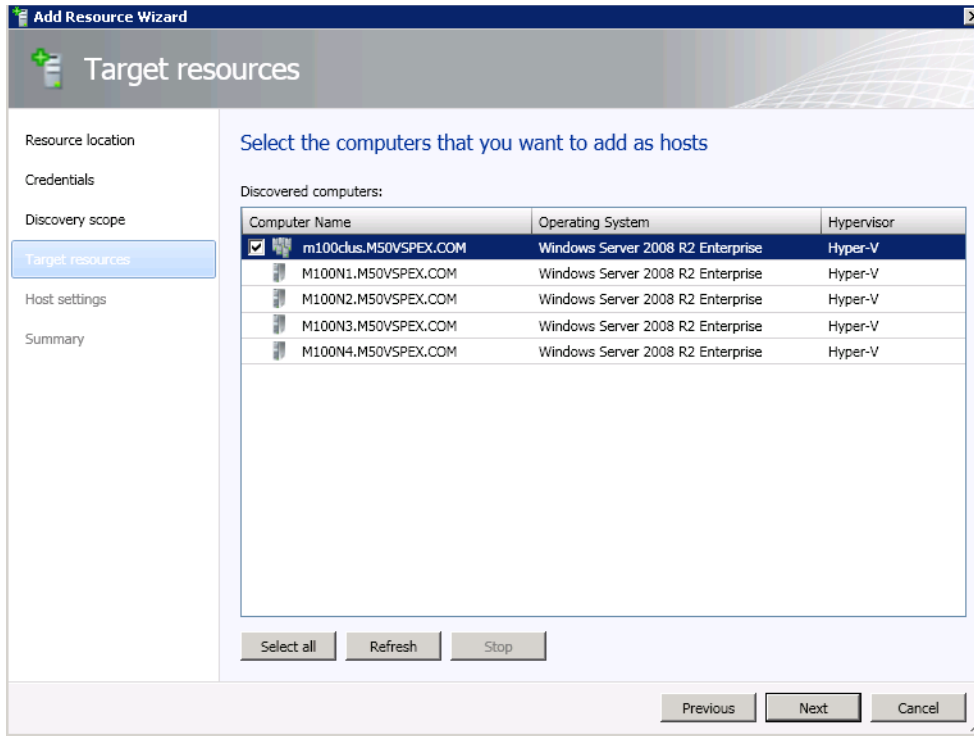 Add Resource Wizard
Target resources
Resource location
Credentials
Discovery scope
Target resources
Host settings
Summary
Select the computers that you want to add as hosts
Discovered computers:
Computer Name Operating System Hypervisor
m100clus.M50VSPEX.COM Windows Server 2008 R2 Enterprise Hyper-V
M100N1.M50VSPEX.COM Windows Server 2008 R2 Enterprise Hyper-V
M100N2.M50VSPEX.COM Windows Server 2008 R2 Enterprise Hyper-V
M100N3.M50VSPEX.COM Windows Server 2008 R2 Enterprise Hyper-V
M100N4.M50VSPEX.COM Windows Server 2008 R2 Enterprise Hyper-V
Select all Refresh Stop
Previous Next Cancel